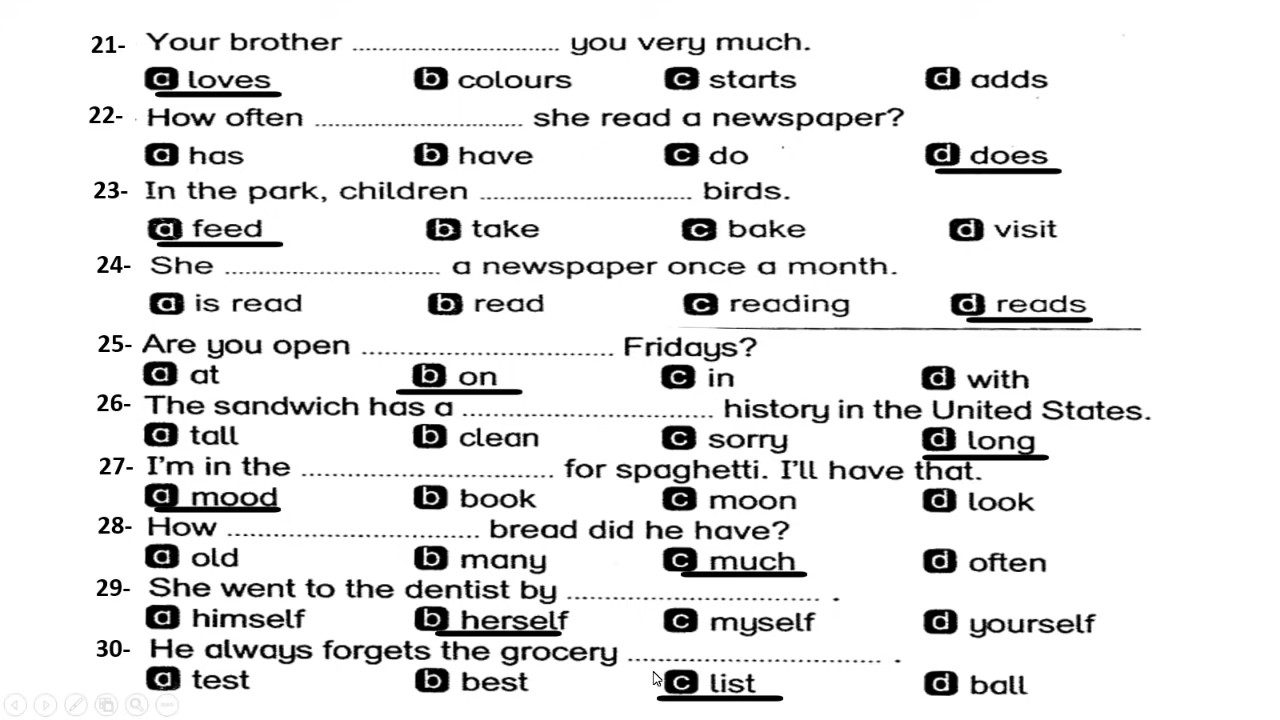 21- Your brother ........................ you very much.
a loves b colours c starts d adds
22- How often ........................ she read a newspaper?
a has b have c do d does
23- In the park, children ........................ birds.
a feed b take c bake d visit
24- She ........................ a newspaper once a month.
a is read b read c reading d reads
25- Are you open ........................ Fridays?
a at b on c in d with
26- The sandwich has a ........................ history in the United States.
a tall b clean c sorry d long
27- I'm in the ........................ for spaghetti. I'll have that.
a mood b book c moon d look
28- How ........................ bread did he have?
a old b many c much d often
29- She went to the dentist by ........................ .
a himself b herself c myself d yourself
30- He always forgets the grocery ........................ .
a test b best c list d ball